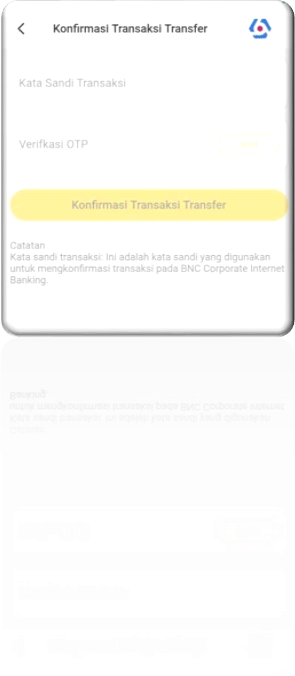 Konfirmasi Transaksi Transfer
Kata Sandi Transaksi
Verifkasi OTP
Konfirmasi Transaksi Transfer
Catatan
Kata sandi transaksi: Ini adalah kata sandi yang digunakan
untuk mengkonfirmasi transaksi pada BNC Corporate Internet
Banking.